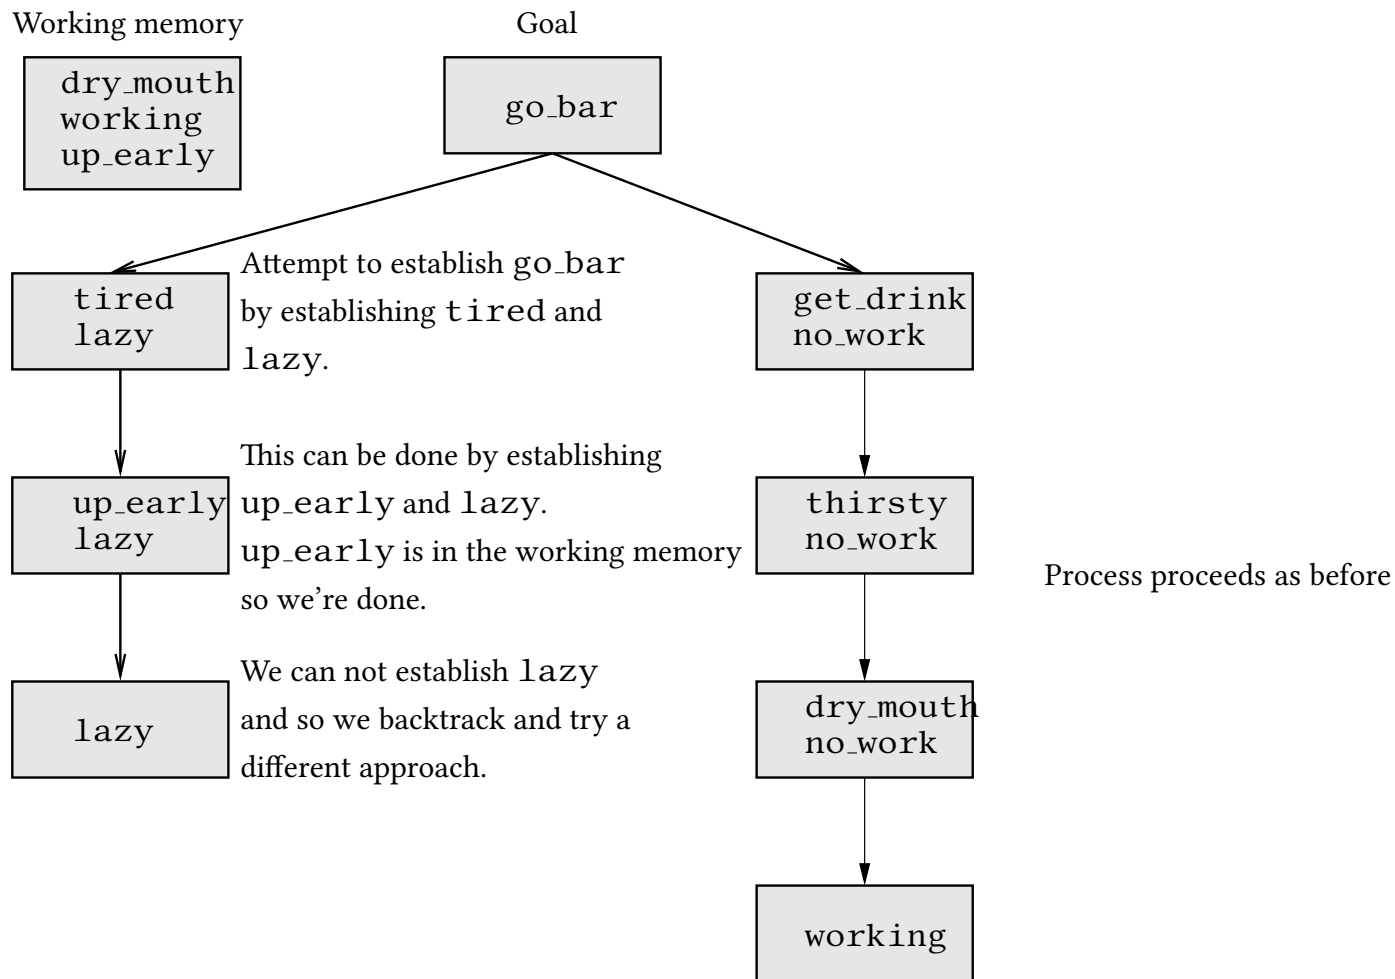 Working memory
Goal
dry_mouth
working
up_early
go_bar
tired
lazy
Attempt to establish go_bar
by establishing tired and
lazy.
get_drink
no_work
up_early
lazy
This can be done by establishing
up_early and lazy.
up_early is in the working memory
so we're done.
thirsty
no_work
Process proceeds as before
lazy
We can not establish lazy
and so we backtrack and try a
different approach.
dry_mouth
no_work
working